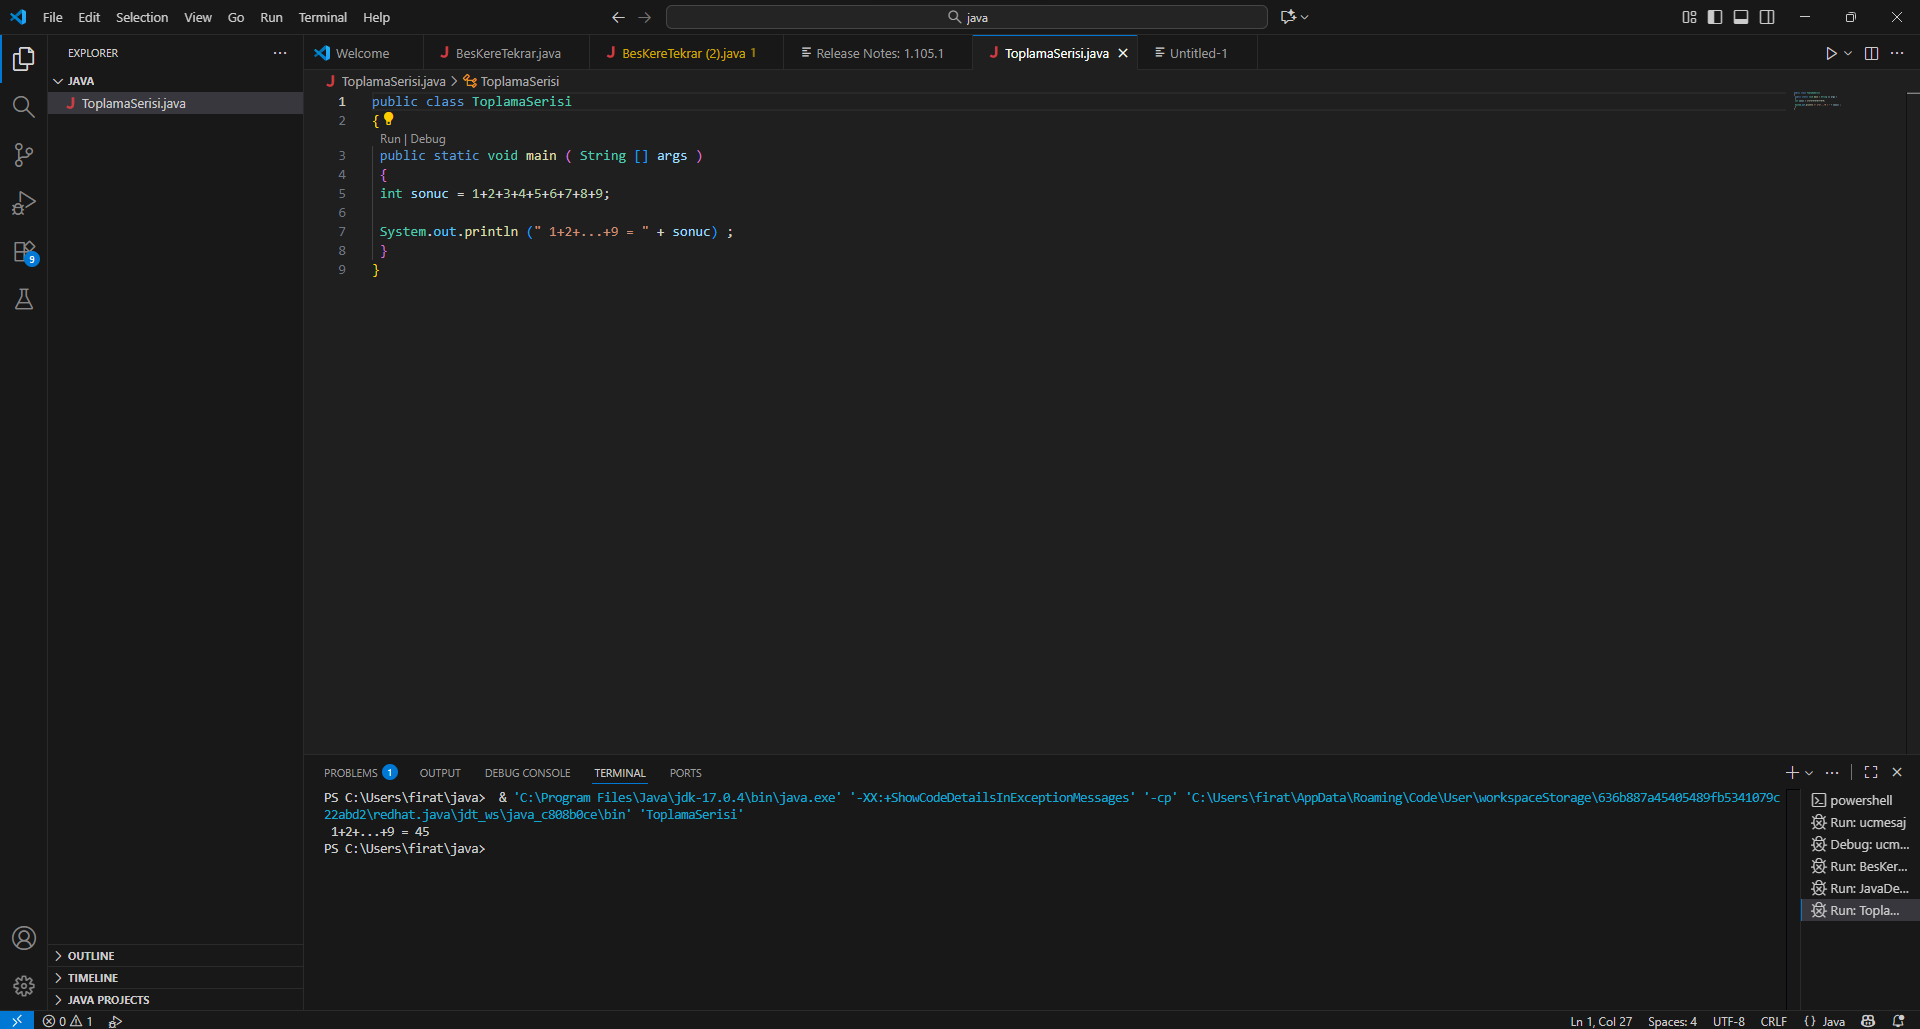 File Edit Selection View Go Run Terminal Help
java
EXPLORER
JAVA
ToplamaSerisi.java
9
Welcome
BesKereTekrar.java
BesKereTekrar (2).java 1
Release Notes: 1.105.1
ToplamaSerisi.java
Untitled-1
ToplamaSerisi.java > ToplamaSerisi
1 public class ToplamaSerisi
2 {
Run | Debug
3 public static void main ( String [] args )
4 {
5 int sonuc = 1+2+3+4+5+6+7+8+9;
6
7 System.out.println (" 1+2+...+9 = " + sonuc) ;
8 }
9 }
PROBLEMS 1 OUTPUT DEBUG CONSOLE TERMINAL PORTS
PS C:\Users\firat\java>  & 'C:\Program Files\Java\jdk-17.0.4\bin\java.exe' '-XX:+ShowCodeDetailsInExceptionMessages' '-cp' 'C:\Users\firat\AppData\Roaming\Code\User\workspaceStorage\636b887a45405489fb5341079c
22abd2\redhat.java\jdt_ws\java_c808b0ce\bin' 'ToplamaSerisi'
1+2+...+9 = 45
PS C:\Users\firat\java>
powershell
Run: ucmesaj
Debug: ucm...
Run: BesKer...
Run: JavaDe...
Run: Topla...
OUTLINE
TIMELINE
JAVA PROJECTS
0 1
Ln 1, Col 27 Spaces: 4 UTF-8 CRLF {} Java